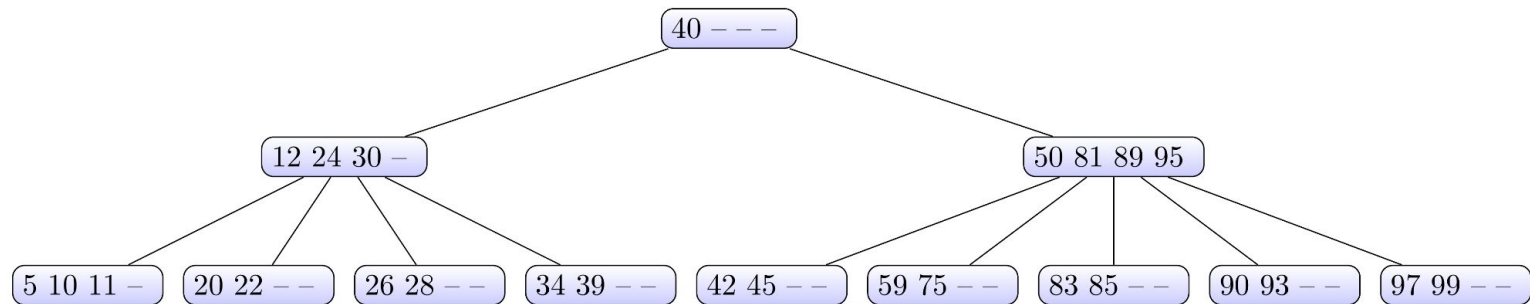 40 – – –
12 24 30 –
50 81 89 95
5 10 11 –
20 22 – –
26 28 – –
34 39 – –
42 45 – –
59 75 – –
83 85 – –
90 93 – –
97 99 – –